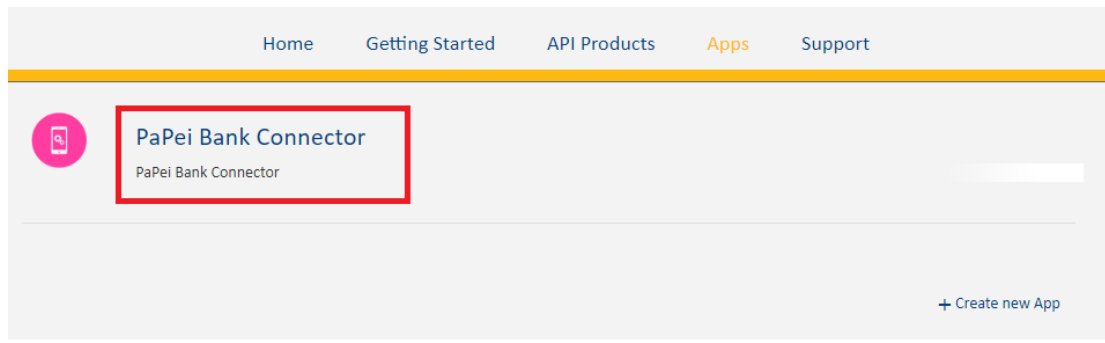 Home Getting Started API Products Apps Support
PaPei Bank Connector
PaPei Bank Connector
+ Create new App